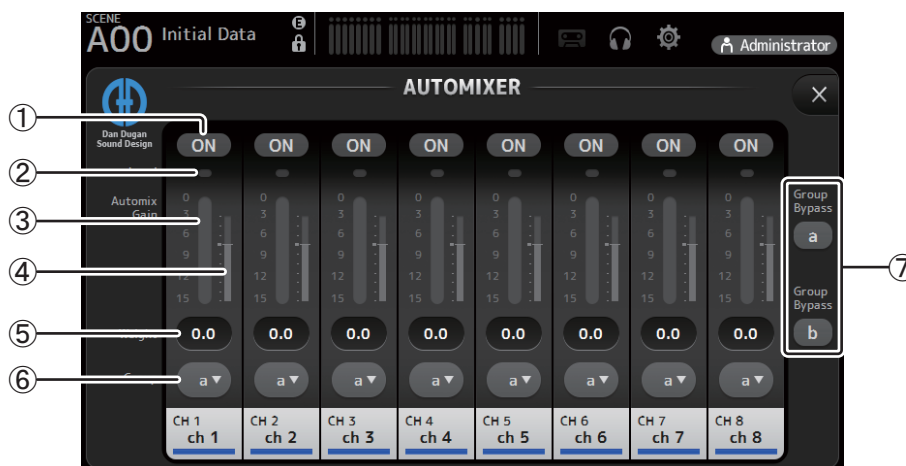 SCENE
A00 Initial Data
E
Administrator
AUTOMIXER
Dan Dugan
Sound Design
①
②
③
④
⑤
⑥
⑦
ON ON ON ON ON ON ON ON
Automix
Gain
0 0 0 0 0 0 0 0
3 3 3 3 3 3 3 3
6 6 6 6 6 6 6 6
9 9 9 9 9 9 9 9
12 12 12 12 12 12 12 12
15 15 15 15 15 15 15 15
0.0 0.0 0.0 0.0 0.0 0.0 0.0 0.0
a a a a a a a a
CH 1 CH 2 CH 3 CH 4 CH 5 CH 6 CH 7 CH 8
ch 1 ch 2 ch 3 ch 4 ch 5 ch 6 ch 7 ch 8
Group
Bypass
a
Group
Bypass
b